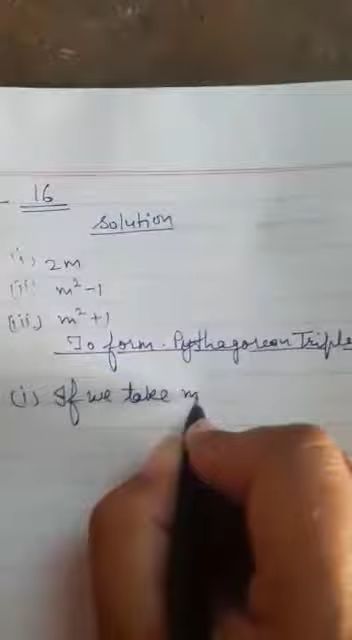 16
Solution
(i) 2m
(ii) m²-1
(iii) m²+1
To form. Pythagorean Triple
(i) If we take m